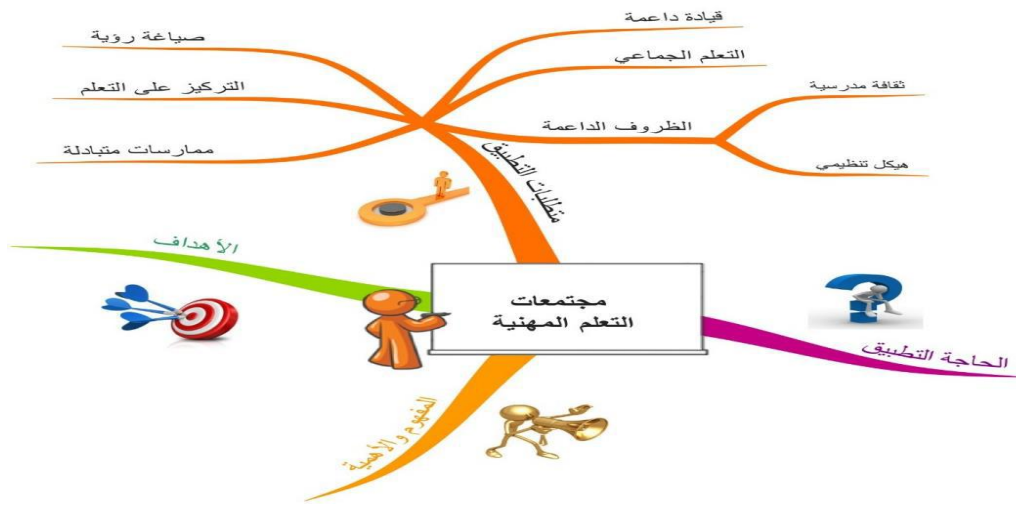 قيادة داعمة
صياغة رؤية
التعلم الجماعي
التركيز على التعلم
ثقافة مدرسية
الظروف الداعمة
ممارسات متبادلة
هيكل تنظيمي
متطلبات التطبيق
الأهداف
مجتمعات
التعلم المهنية
الحاجة التطبيق
المفهوم والأهمية